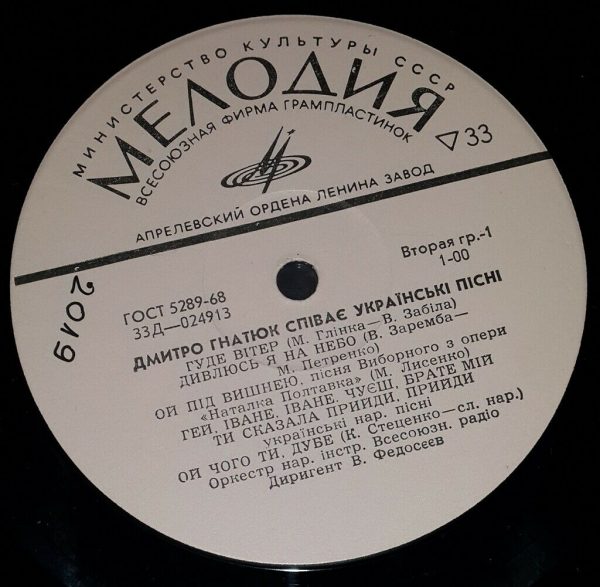 МИНИСТЕРСТВО КУЛЬТУРЫ СССР
МЕЛОДИЯ
ВСЕСОЮЗНАЯ ФИРМА ГРАМПЛАСТИНОК
33
АПРЕЛЕВСКИЙ ОРДЕНА ЛЕНИНА ЗАВОД
2019
ГОСТ 5289-68
33Д—024913
Вторая гр.-1
1-00
ДМИТРО ГНАТЮК СПІВАЄ УКРАЇНСЬКІ ПІСНІ
ГУДЕ ВІТЕР (М. Глінка—В. Забіла)
ДИВЛЮСЬ Я НА НЕБО (В. Заремба—
М. Петренко)
ОЙ ПІД ВИШНЕЮ, пісня Виборного з опери
«Наталка Полтавка» (М. Лисенко)
ГЕЙ, ІВАНЕ, ІВАНЕ, ЧУЄШ, БРАТЕ МІЙ
ТИ СКАЗАЛА ПРИЙДИ, ПРИЙДИ
українські нар. пісні
ОЙ ЧОГО ТИ, ДУБЕ (К. Стеценко—сл. нар.)
Оркестр нар. інстр. Всесоюзн. радіо
Диригент В. Федосєєв